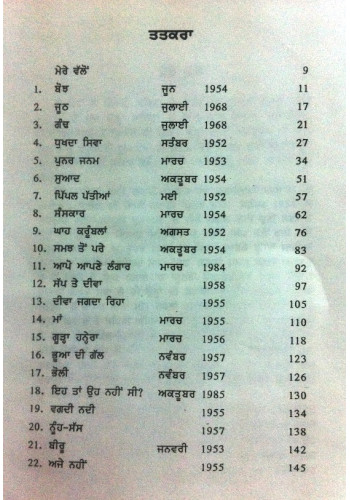 ਤਤਕਰਾ
ਮੇਰੇ ਵੱਲੋਂ 9
1. ਬੋਝ ਜੂਨ 1954 11
2. ਜੂਠ ਜੁਲਾਈ 1968 17
3. ਗੰਢ ਜੁਲਾਈ 1968 21
4. ਧੁਖਦਾ ਸਿਵਾ ਸਤੰਬਰ 1952 27
5. ਪੁਨਰ ਜਨਮ ਮਾਰਚ 1953 34
6. ਸੁਆਦ ਅਕਤੂਬਰ 1954 51
7. ਪਿੱਪਲ ਪੱਤੀਆਂ ਮਈ 1952 57
8. ਸੰਸਕਾਰ ਮਾਰਚ 1954 62
9. ਘਾਹ ਕਰੂੰਬਲਾਂ ਅਗਸਤ 1952 76
10. ਸਮਝ ਤੋਂ ਪਰੇ ਅਕਤੂਬਰ 1954 83
11. ਆਪੋ ਆਪਣੇ ਲੰਗਾਰ ਮਾਰਚ 1984 92
12. ਸੱਪ ਤੇ ਦੀਵਾ 1958 97
13. ਦੀਵਾ ਜਗਦਾ ਰਿਹਾ 1955 105
14. ਮਾਂ ਮਾਰਚ 1955 110
15. ਗੂੜ੍ਹਾ ਹਨੇਰਾ ਮਾਰਚ 1956 118
16. ਭੂਆ ਦੀ ਗੱਲ ਨਵੰਬਰ 1957 123
17. ਭੋਲੀ ਨਵੰਬਰ 1957 126
18. ਇਹ ਤਾਂ ਉਹ ਨਹੀਂ ਸੀ? ਅਕਤੂਬਰ 1985 130
19. ਵਗਦੀ ਨਦੀ 1955 134
20. ਨੂੰਹ-ਸੱਸ 1957 138
21. ਬੀਰੂ ਜਨਵਰੀ 1953 142
22. ਅਜੇ ਨਹੀਂ 1955 145